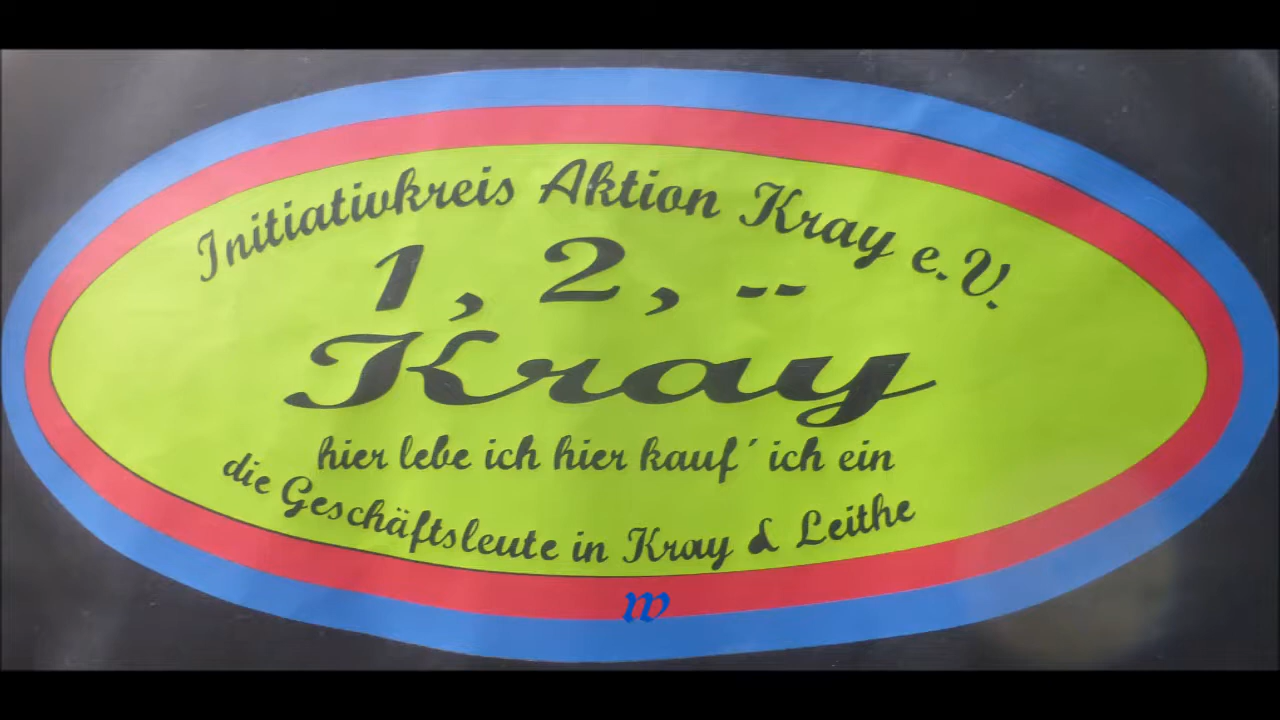 Initiativkreis Aktion Kray e.V.
1, 2, --
Kray
hier lebe ich hier kauf´ ich ein
die Geschäftsleute in Kray & Leithe
w